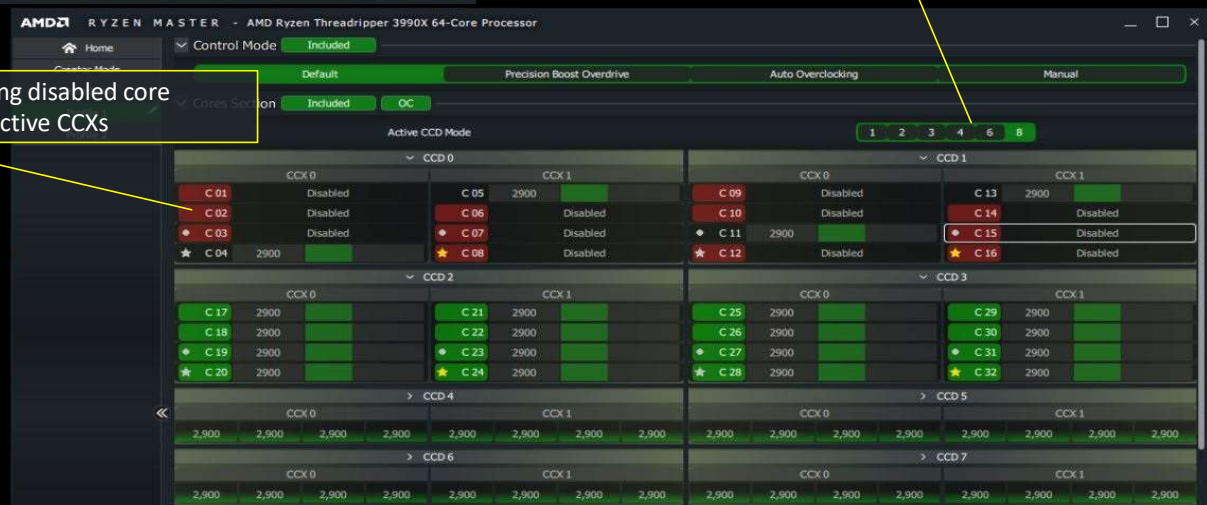 AMD RYZEN MASTER - AMD Ryzen Threadripper 3990X 64-Core Processor
Home
Control Mode Included
Default Precision Boost Overdrive Auto Overclocking Manual
ng disabled core
ctive CCXs
Cores Section Included OC
Active CCD Mode 1 2 3 4 6 8
CCD 0 CCD 1
CCX 0 CCX 1 CCX 0 CCX 1
C 01 Disabled C 05 2900 C 09 Disabled C 13 2900
C 02 Disabled C 06 Disabled C 10 Disabled C 14 Disabled
C 03 Disabled C 07 Disabled C 11 2900 C 15 Disabled
C 04 2900 C 08 Disabled C 12 Disabled C 16 Disabled
CCD 2 CCD 3
CCX 0 CCX 1 CCX 0 CCX 1
C 17 2900 C 21 2900 C 25 2900 C 29 2900
C 18 2900 C 22 2900 C 26 2900 C 30 2900
C 19 2900 C 23 2900 C 27 2900 C 31 2900
C 20 2900 C 24 2900 C 28 2900 C 32 2900
CCD 4 CCD 5
CCX 0 CCX 1 CCX 0 CCX 1
2,900 2,900 2,900 2,900 2,900 2,900 2,900 2,900 2,900 2,900 2,900 2,900 2,900 2,900 2,900 2,900
CCD 6 CCD 7
CCX 0 CCX 1 CCX 0 CCX 1
2,900 2,900 2,900 2,900 2,900 2,900 2,900 2,900 2,900 2,900 2,900 2,900 2,900 2,900 2,900 2,900